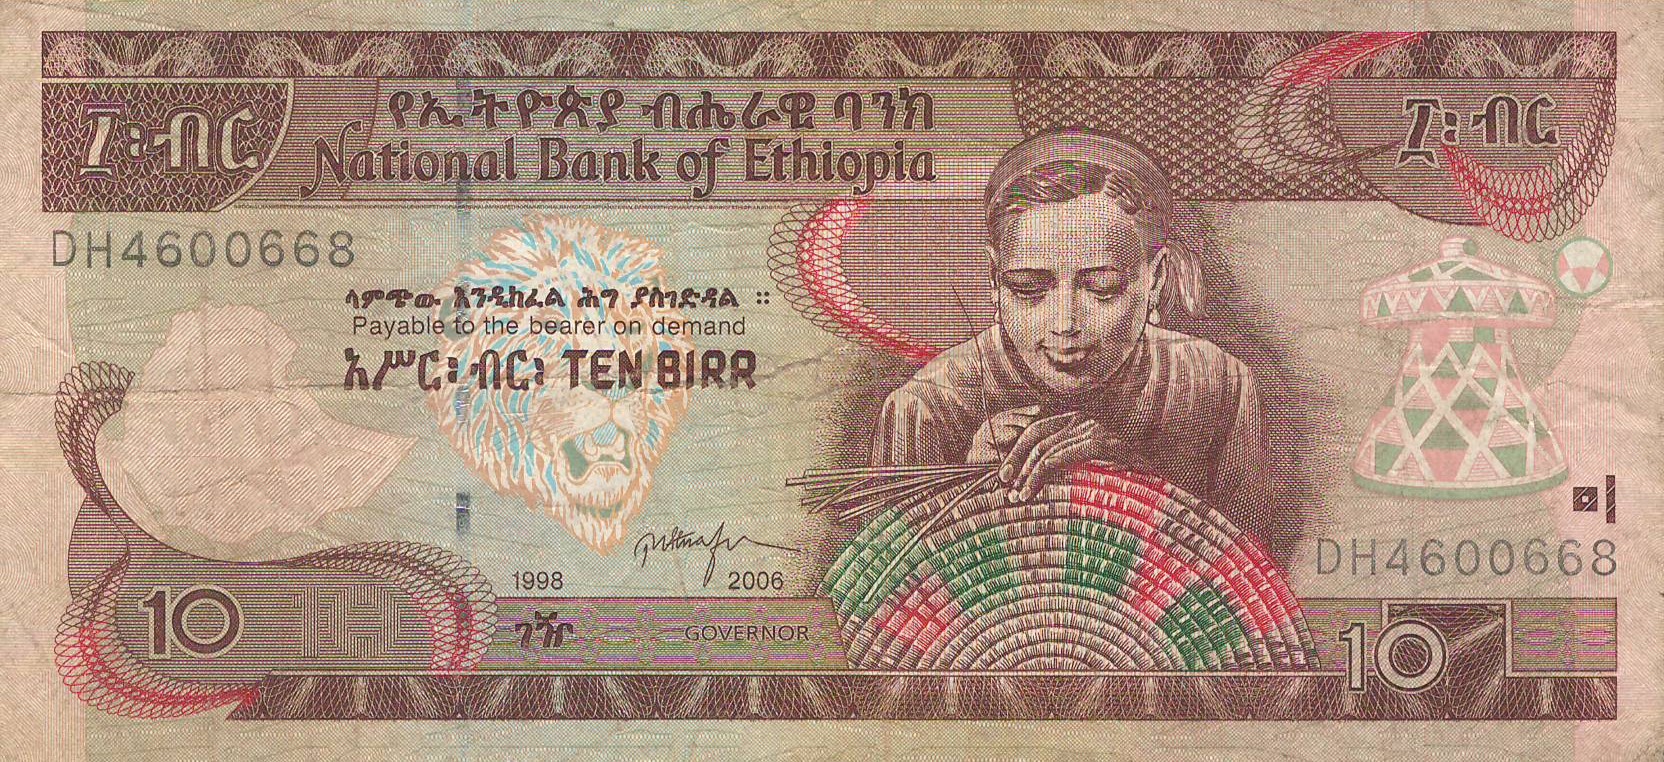 ፲፡ብር
የኢትዮጵያ ብሔራዊ ባንክ
National Bank of Ethiopia
፲፡ብር
DH4600668
ላምጭው እንዲከፈል ሕግ ያስገድዳል ።
Payable to the bearer on demand
አሥር፡ብር፡ TEN BIRR
1998 2006
ገዥ GOVERNOR
DH4600668
10
10